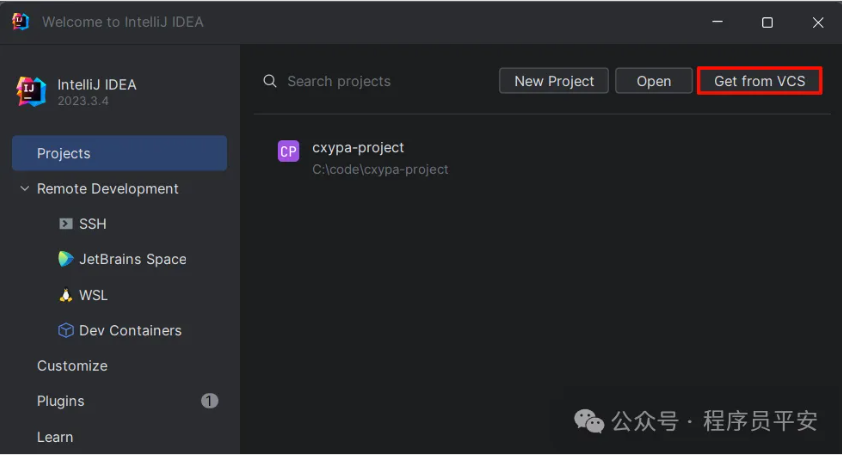 Welcome to IntelliJ IDEA
IJ
IntelliJ IDEA
2023.3.4
Search projects
New Project
Open
Get from VCS
Projects
CP
cxypa-project
C:\code\cxypa-project
Remote Development
SSH
JetBrains Space
WSL
Dev Containers
Customize
Plugins
1
Learn
公众号 · 程序员平安